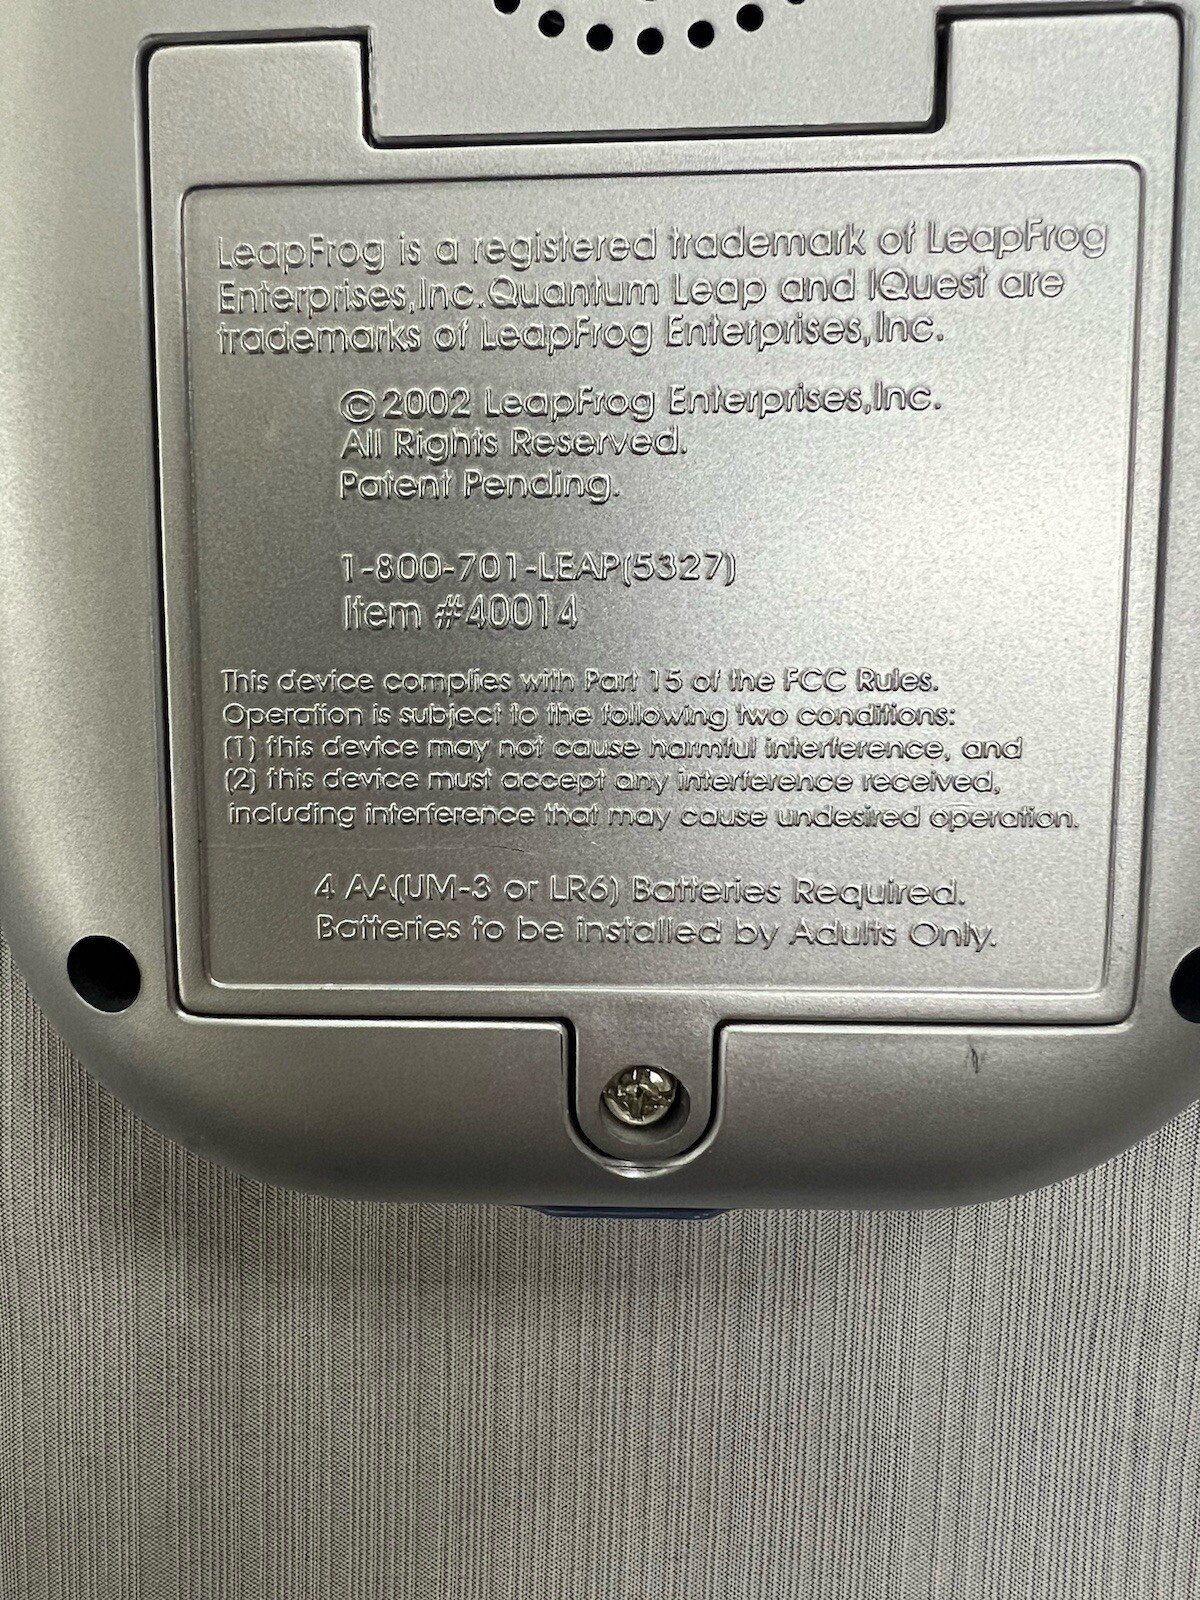 LeapFrog is a registered trademark of LeapFrog
Enterprises,Inc.Quantum Leap and IQuest are
trademarks of LeapFrog Enterprises,Inc.
©2002 LeapFrog Enterprises,Inc.
All Rights Reserved.
Patent Pending.
1-800-701-LEAP(5327)
Item #40014
This device complies with Part 15 of the FCC Rules.
Operation is subject to the following two conditions:
(1) this device may not cause harmful interference, and
(2) this device must accept any interference received,
including interference that may cause undesired operation.
4 AA(UM-3 or LR6) Batteries Required.
Batteries to be installed by Adults Only.